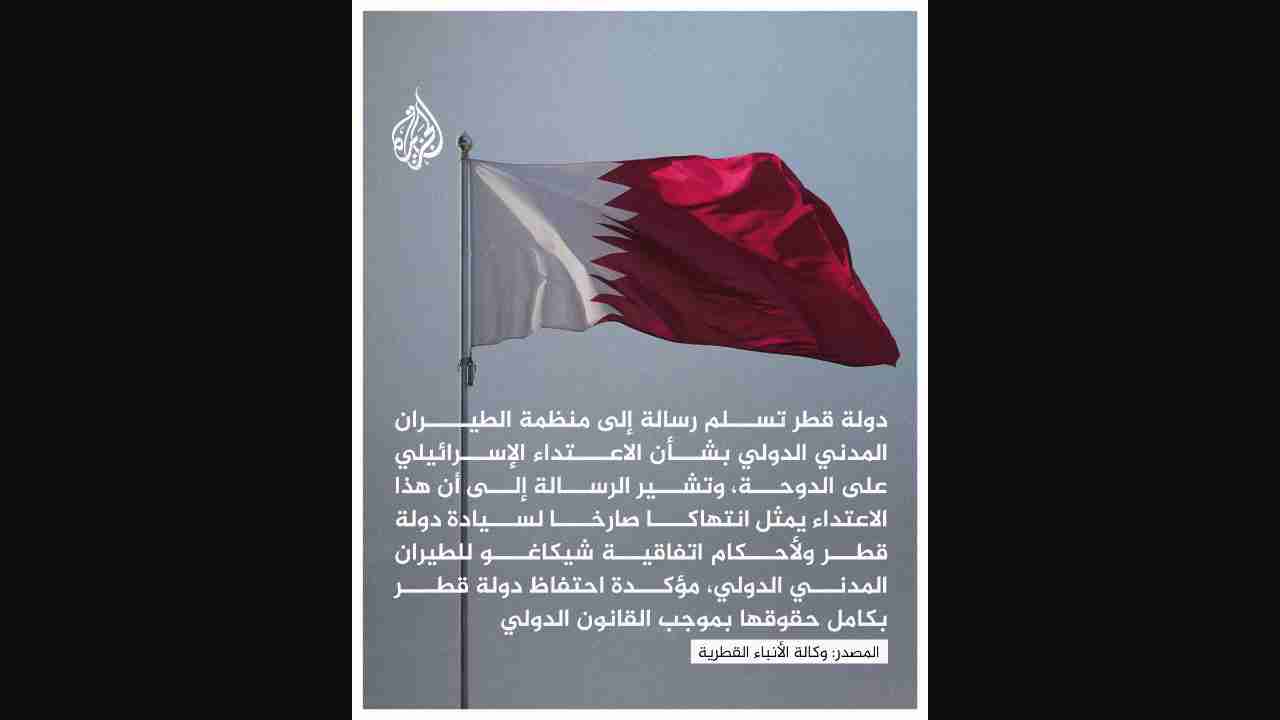 الجزيرة
دولة قطر تسلم رسالة إلى منظمة الطيران
المدني الدولي بشأن الاعتداء الإسرائيلي
على الدوحة، وتشير الرسالة إلى أن هذا
الاعتداء يمثل انتهاكا صارخا لسيادة دولة
قطر ولأحكام اتفاقية شيكاغو للطيران
المدني الدولي، مؤكدة احتفاظ دولة قطر
بكامل حقوقها بموجب القانون الدولي
المصدر: وكالة الأنباء القطرية